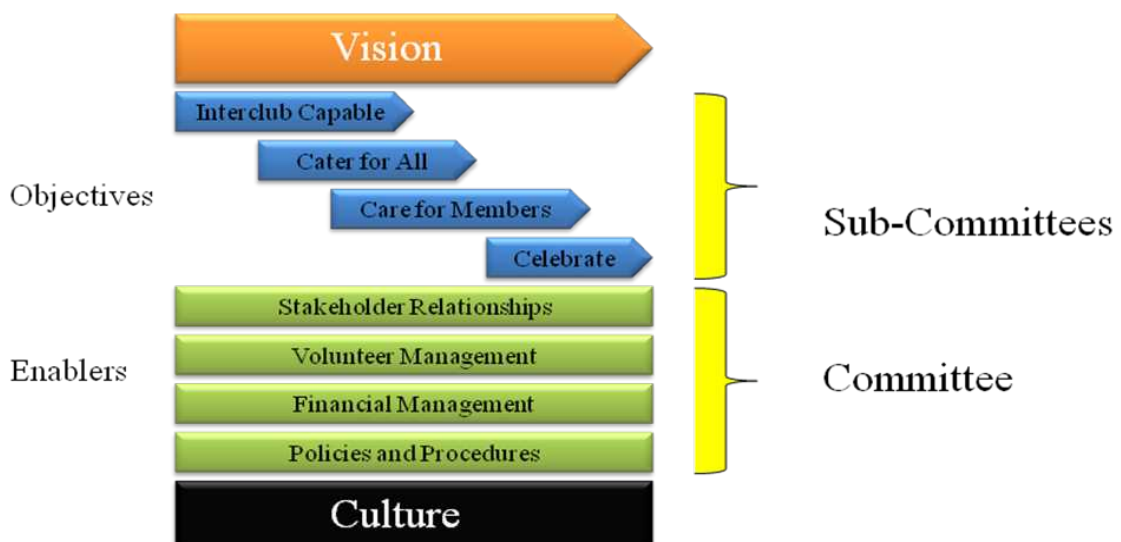 Vision
Interclub Capable
Cater for All
Objectives
Care for Members
Sub-Committees
Celebrate
Stakeholder Relationships
Volunteer Management
Enablers
Committee
Financial Management
Policies and Procedures
Culture